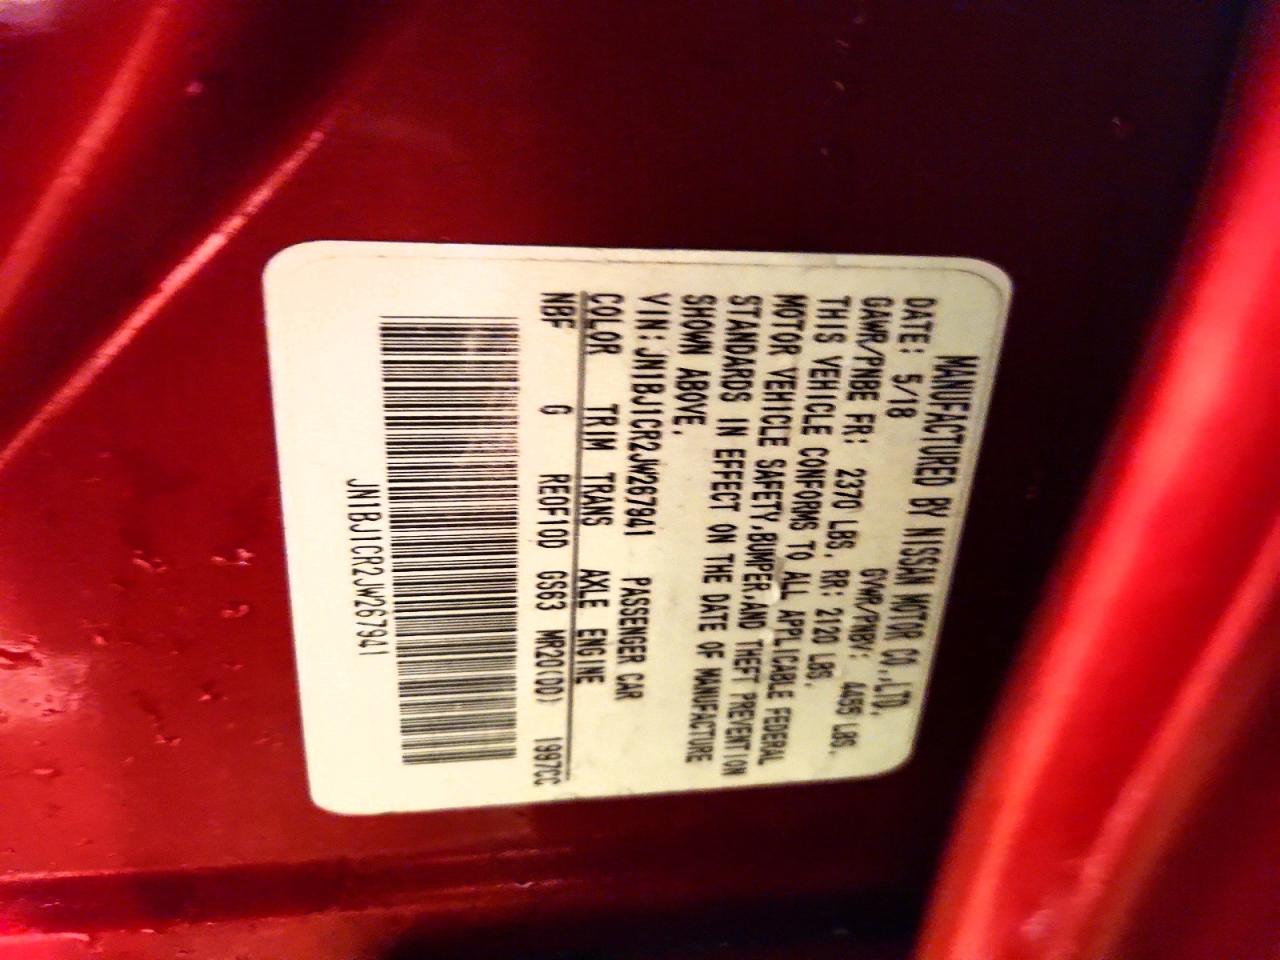 MANUFACTURED BY NISSAN MOTOR CO.,LTD.
DATE: 5/18 GVWR/PNBV: 4455 LBS.
GAWR/PNBE FR: 2370 LBS. RR: 2120 LBS.
THIS VEHICLE CONFORMS TO ALL APPLICABLE FEDERAL
MOTOR VEHICLE SAFETY,BUMPER,AND THEFT PREVENTION
STANDARDS IN EFFECT ON THE DATE OF MANUFACTURE
SHOWN ABOVE.
VIN: JN1BJ1CR2JW267941 PASSENGER CAR
COLOR TRIM TRANS AXLE ENGINE
NBF G REOF10D GS63 MR20(DD) 1997CC
JN1BJ1CR2JW267941